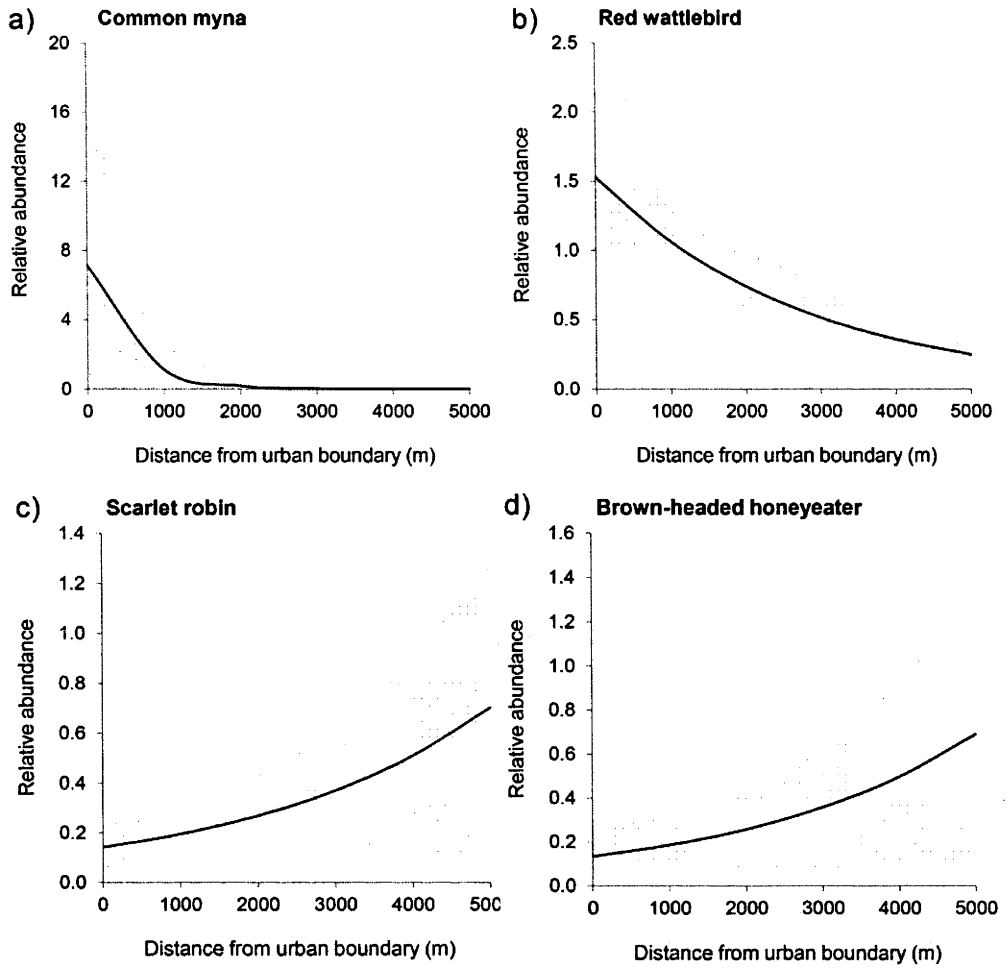 a) Common myna
20
16
12
8
4
0
Relative abundance
0 1000 2000 3000 4000 5000
Distance from urban boundary (m)
b) Red wattlebird
2.5
2.0
1.5
1.0
0.5
0.0
Relative abundance
0 1000 2000 3000 4000 5000
Distance from urban boundary (m)
c) Scarlet robin
1.4
1.2
1.0
0.8
0.6
0.4
0.2
0.0
Relative abundance
0 1000 2000 3000 4000 500
Distance from urban boundary (m)
d) Brown-headed honeyeater
1.6
1.4
1.2
1.0
0.8
0.6
0.4
0.2
0.0
Relative abundance
0 1000 2000 3000 4000 5000
Distance from urban boundary (m)